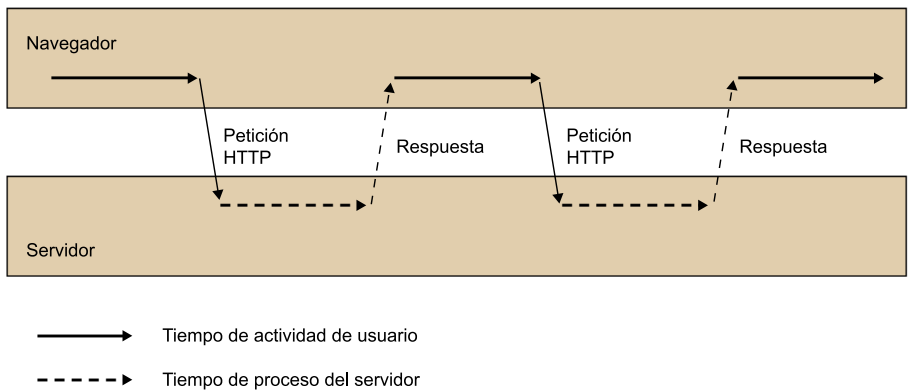 Navegador
Petición
HTTP
Respuesta
Petición
HTTP
Respuesta
Servidor
Tiempo de actividad de usuario
Tiempo de proceso del servidor